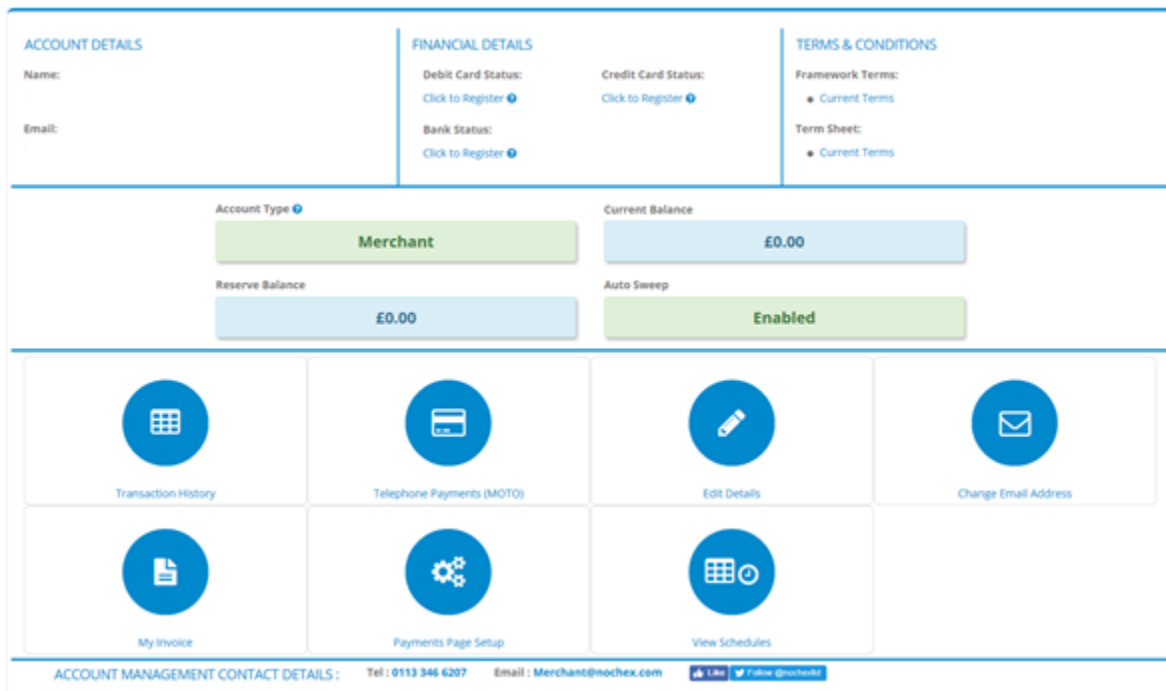 ACCOUNT DETAILS
Name:
Email:
FINANCIAL DETAILS
Debit Card Status:
Click to Register
Credit Card Status:
Click to Register
Bank Status:
Click to Register
TERMS & CONDITIONS
Framework Terms:
Current Terms
Term Sheet:
Current Terms
Account Type
Merchant
Current Balance
£0.00
Reserve Balance
£0.00
Auto Sweep
Enabled
Transaction History
Telephone Payments (MOTO)
Edit Details
Change Email Address
My Invoice
Payments Page Setup
View Schedules
ACCOUNT MANAGEMENT CONTACT DETAILS : Tel : 0113 346 6207 Email : Merchant@nochex.com Like Follow